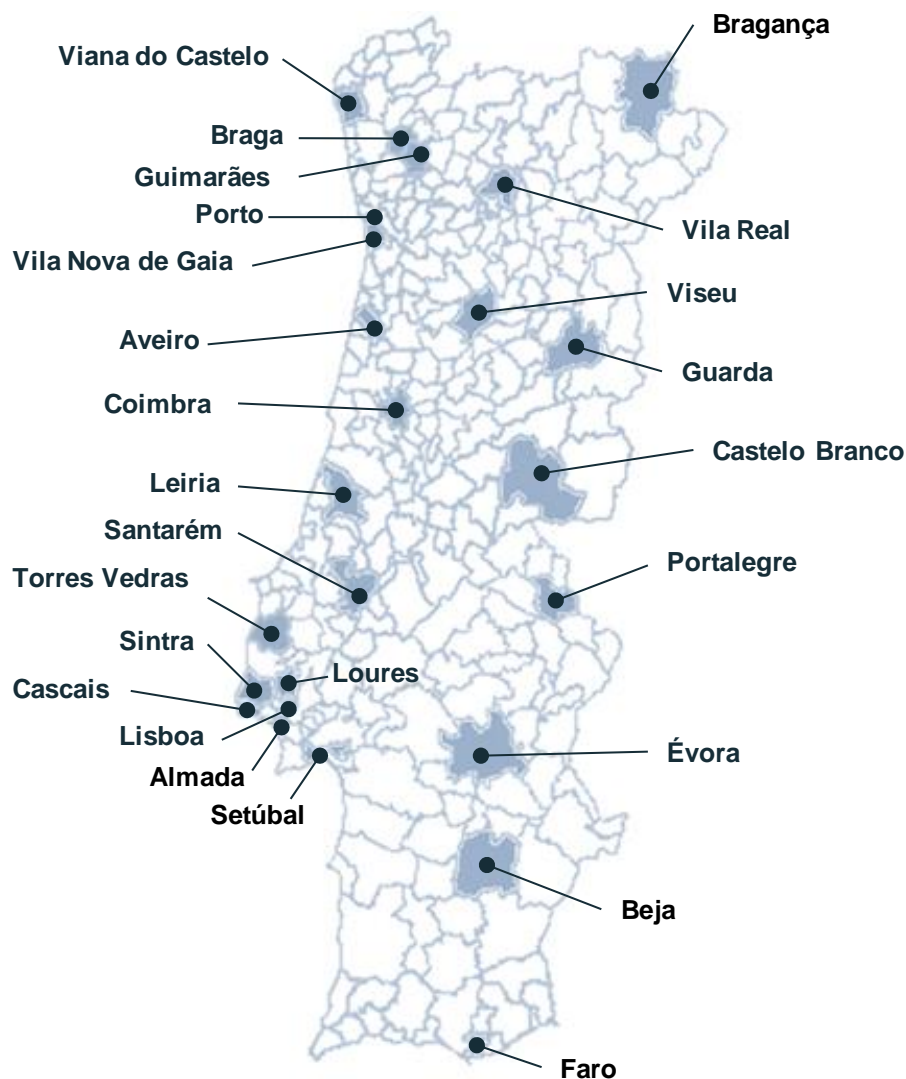 Bragança
Viana do Castelo
Braga
Guimarães
Porto
Vila Real
Vila Nova de Gaia
Viseu
Aveiro
Guarda
Coimbra
Castelo Branco
Leiria
Santarém
Portalegre
Torres Vedras
Sintra
Loures
Cascais
Lisboa
Évora
Almada
Setúbal
Beja
Faro